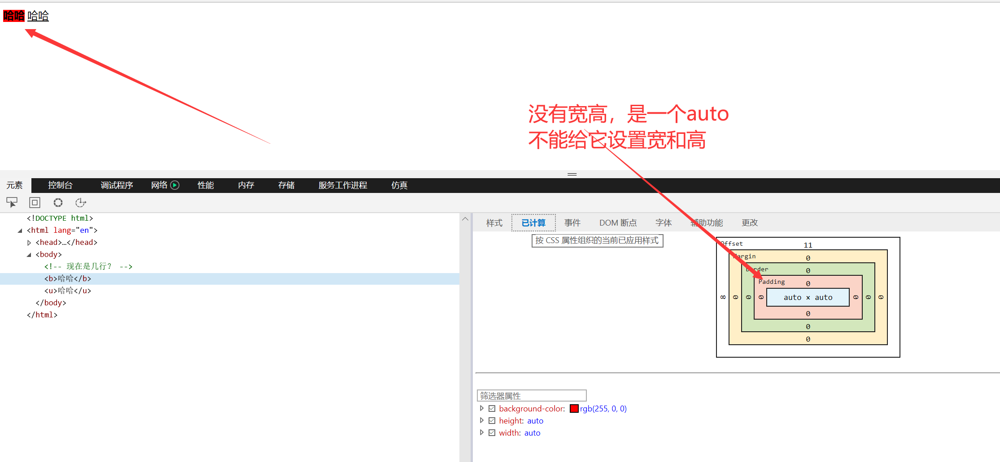 哈哈 哈哈
没有宽高，是一个auto
不能给它设置宽和高
元素 控制台 调试程序 网络 性能 内存 存储 服务工作进程 仿真
<!DOCTYPE html>
<html lang="en">
<head>…</head>
<body>
<!-- 现在是几行? -->
<b>哈哈</b>
<u>哈哈</u>
</body>
</html>
样式 已计算 事件 DOM 断点 字体 辅助功能 更改
按 CSS 属性组织的当前已应用样式
Offset 11
Margin 0
Border 0
Padding 0
8 0 0 0 auto × auto 0 0 0
0
0
0
筛选器属性
background-color: rgb(255, 0, 0)
height: auto
width: auto